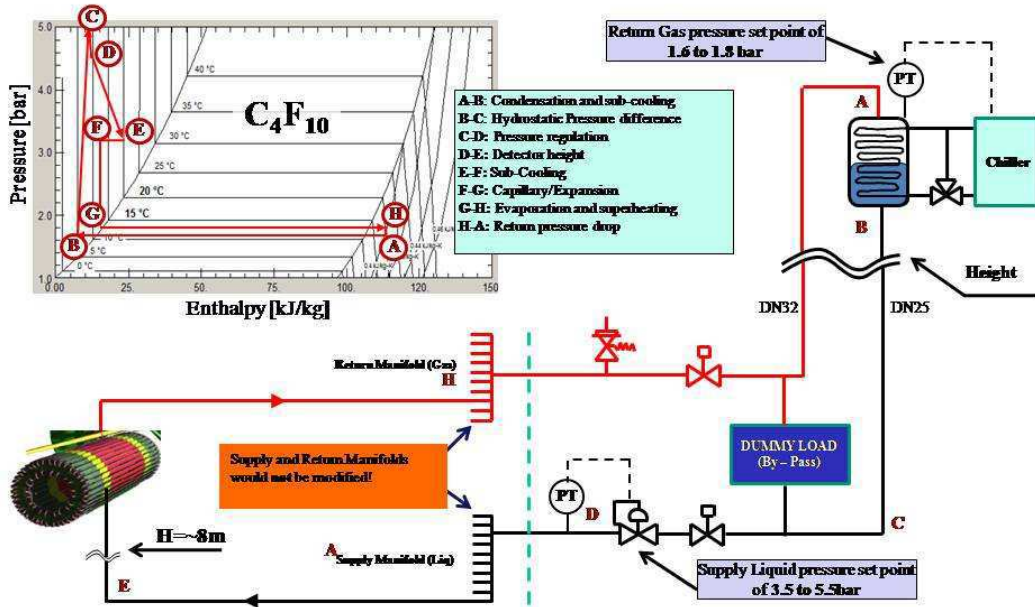 C
D
F
E
G
H
B
A
C4F10
40 °C
35 °C
30 °C
25 °C
20 °C
15 °C
10 °C
5 °C
0 °C
5.0
4.0
3.0
2.0
1.0
Pressure [bar]
0.00
30.
60.
90.
120.
150
Enthalpy [kJ/kg]
A-B: Condensation and sub-cooling
B-C: Hydrostatic Pressure difference
C-D: Pressure regulation
D-E: Detector height
E-F: Sub-Cooling
F-G: Capillary/Expansion
G-H: Evaporation and superheating
H-A: Return pressure drop
Return Gas pressure set point of
1.6 to 1.8 bar
PT
A
Chiller
B
Height
DN32
DN25
Return Manifold (Gas)
H
Supply and Return Manifolds
would not be modified!
DUMMY LOAD
(By – Pass)
PT
D
C
H=~8m
A
Supply Manifold (Liq)
E
Supply Liquid pressure set point
of 3.5 to 5.5bar